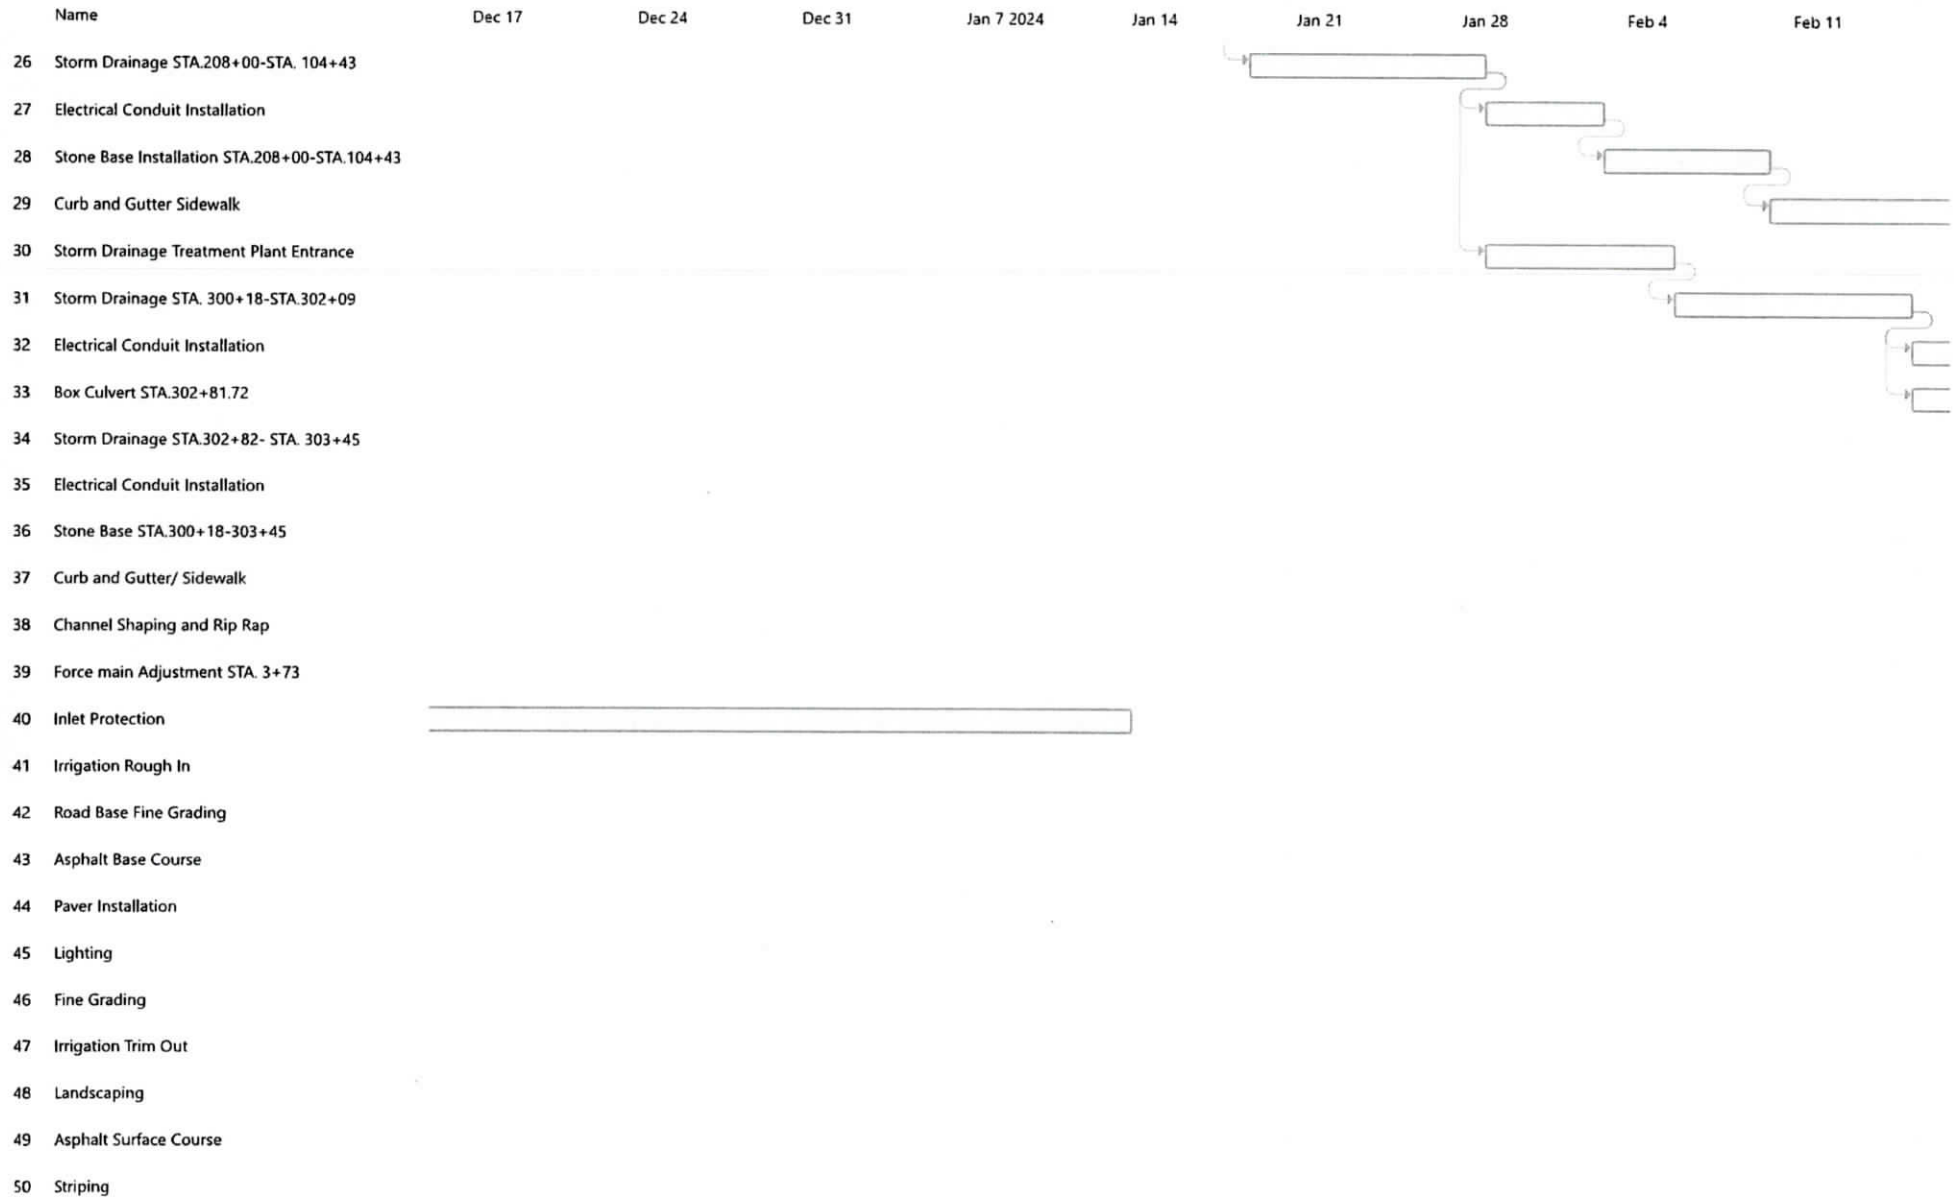 Name Dec 17 Dec 24 Dec 31 Jan 7 2024 Jan 14 Jan 21 Jan 28 Feb 4 Feb 11
26 Storm Drainage STA.208+00-STA. 104+43
27 Electrical Conduit Installation
28 Stone Base Installation STA.208+00-STA.104+43
29 Curb and Gutter Sidewalk
30 Storm Drainage Treatment Plant Entrance
31 Storm Drainage STA. 300+18-STA.302+09
32 Electrical Conduit Installation
33 Box Culvert STA.302+81.72
34 Storm Drainage STA.302+82- STA. 303+45
35 Electrical Conduit Installation
36 Stone Base STA.300+18-303+45
37 Curb and Gutter/ Sidewalk
38 Channel Shaping and Rip Rap
39 Force main Adjustment STA. 3+73
40 Inlet Protection
41 Irrigation Rough In
42 Road Base Fine Grading
43 Asphalt Base Course
44 Paver Installation
45 Lighting
46 Fine Grading
47 Irrigation Trim Out
48 Landscaping
49 Asphalt Surface Course
50 Striping